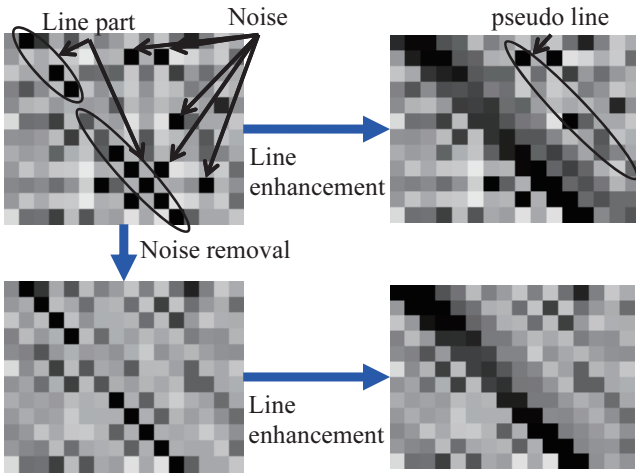 Line part
Noise
pseudo line
Line
enhancement
Noise removal
Line
enhancement